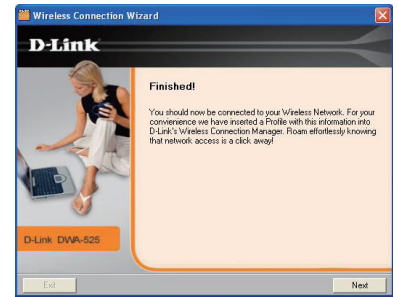 Wireless Connection Wizard
D-Link
Finished!
You should now be connected to your Wireless Network. For your
convienience we have inserted a Profile with this information into
D-Link's Wireless Connection Manager. Roam effortlessly knowing
that network access is a click away!
D-Link DWA-525
Exit
Next